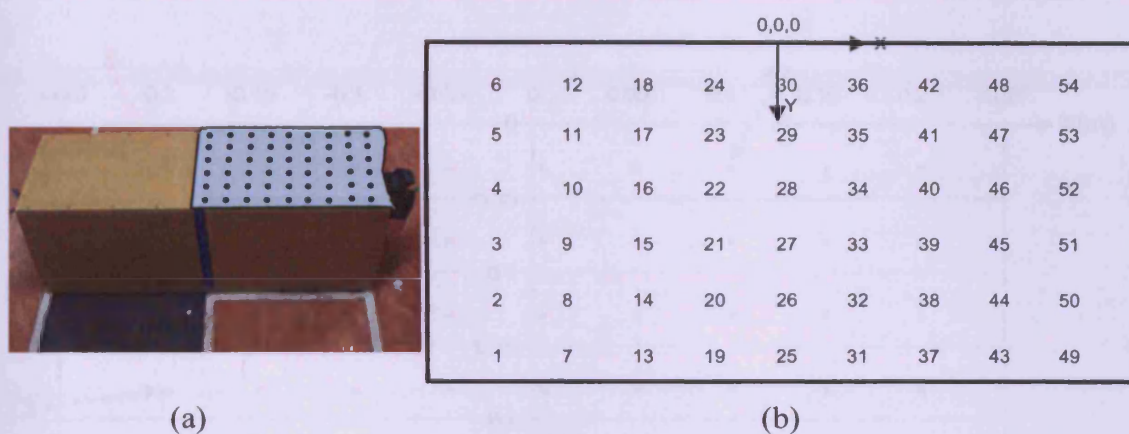 0,0,0
X
6 12 18 24 30 36 42 48 54
Y
5 11 17 23 29 35 41 47 53
4 10 16 22 28 34 40 46 52
3 9 15 21 27 33 39 45 51
2 8 14 20 26 32 38 44 50
1 7 13 19 25 31 37 43 49
(a) (b)